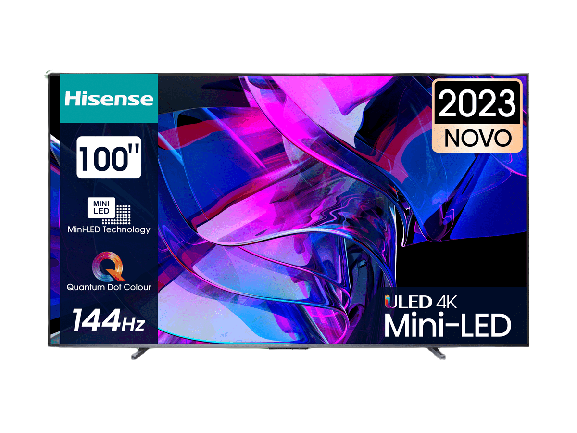 Hisense
100"
MINI
LED
Mini-LED Technology
Quantum Dot Colour
144Hz
2023
NOVO
ULED 4K
Mini-LED